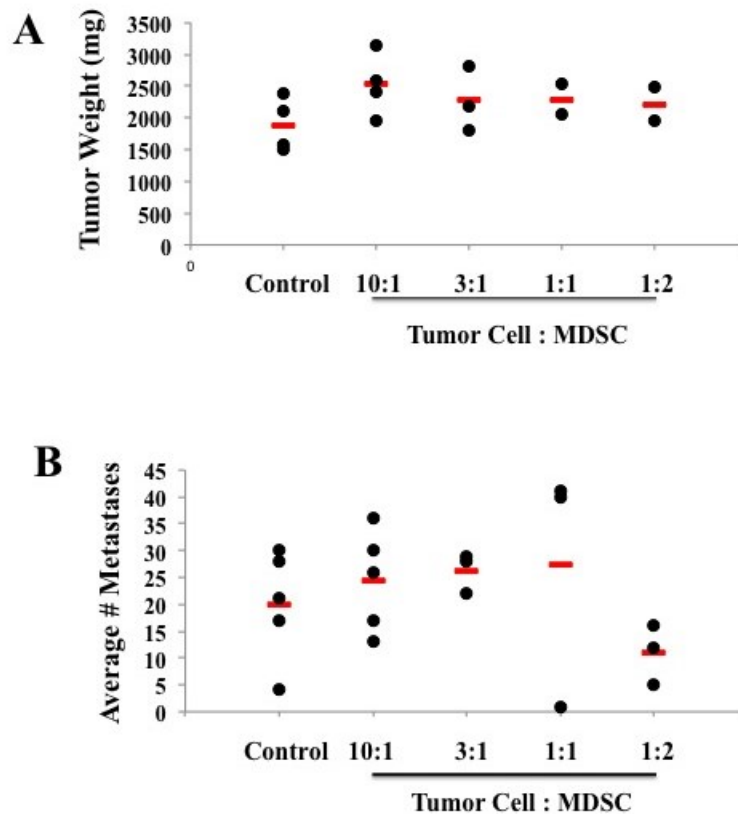 A
Tumor Weight (mg)
3500
3000
2500
2000
1500
1000
500
0
0
Control 10:1 3:1 1:1 1:2
Tumor Cell : MDSC
B
Average # Metastases
45
40
35
30
25
20
15
10
5
0
Control 10:1 3:1 1:1 1:2
Tumor Cell : MDSC